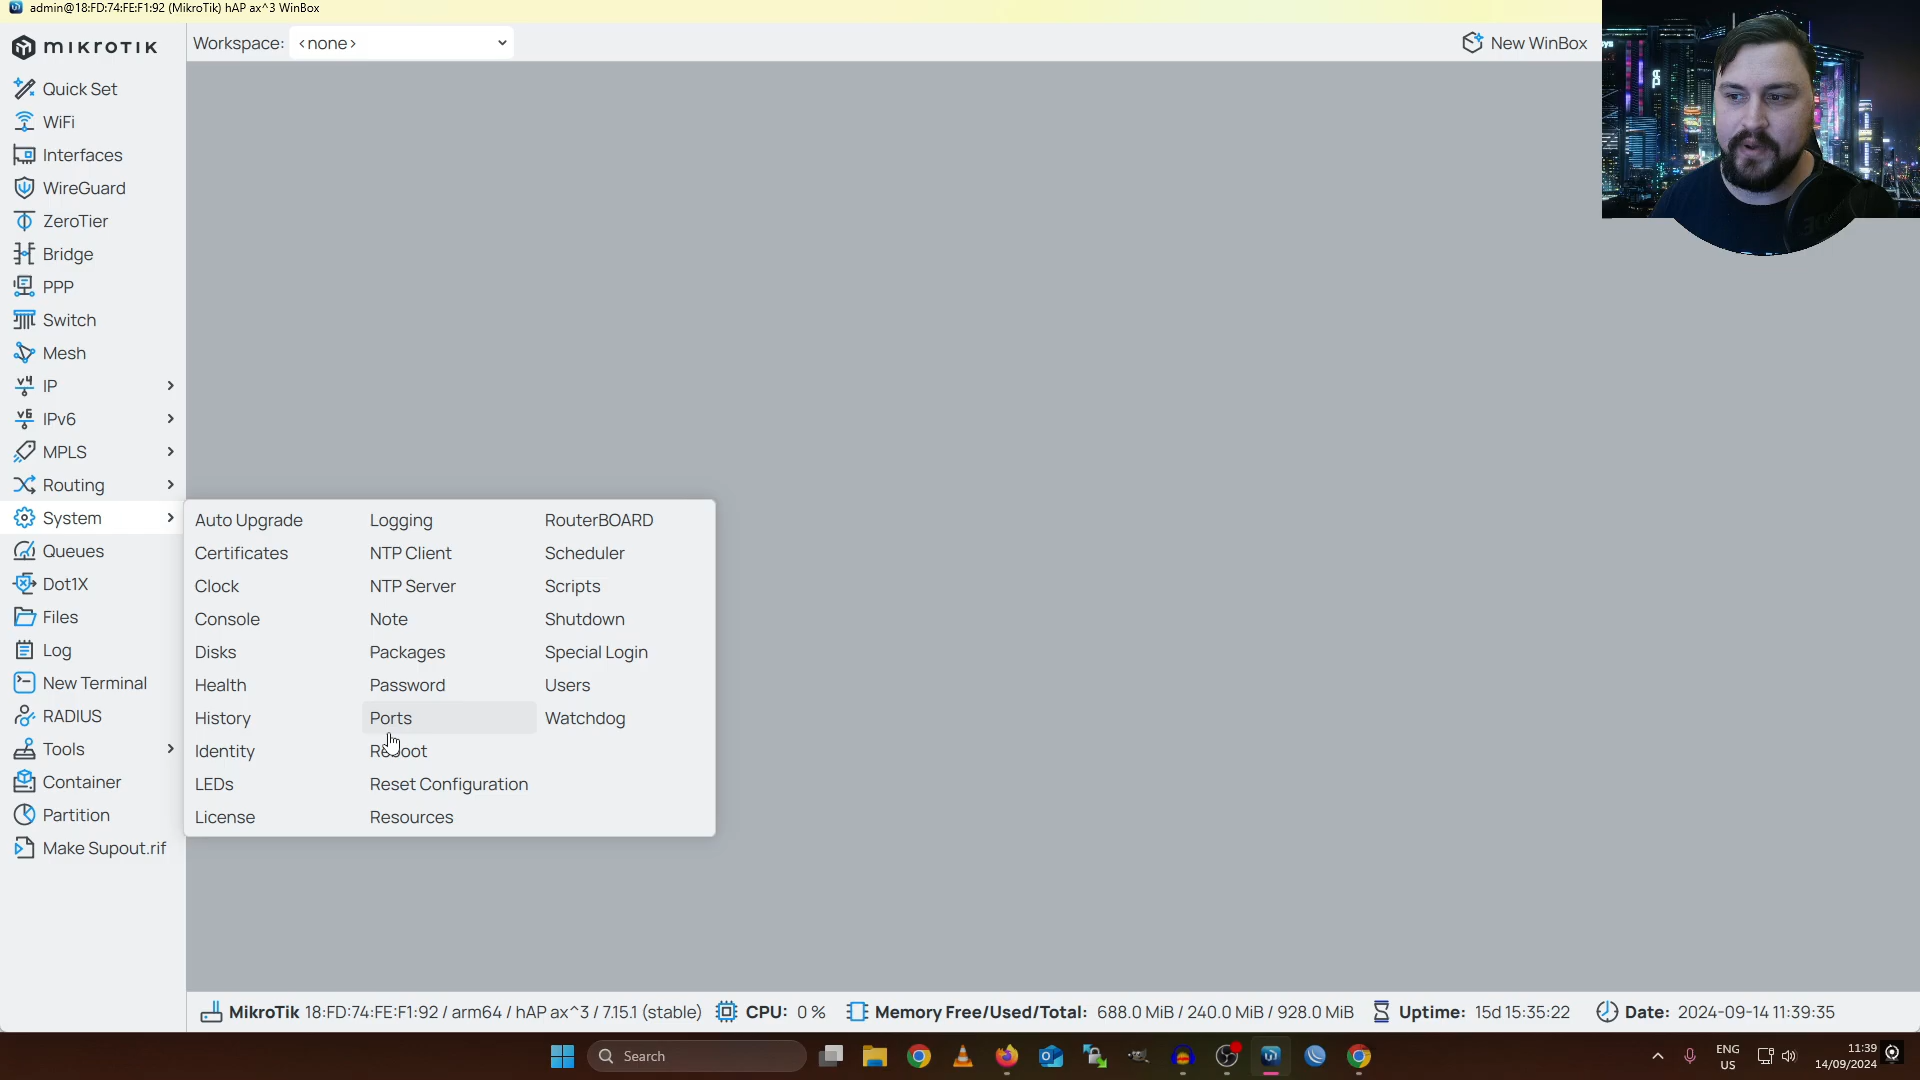 admin@18:FD:74:FE:F1:92 (MikroTik) hAP ax^3 WinBox
MIKROTIK
Workspace: <none>
New WinBox
Quick Set
WiFi
Interfaces
WireGuard
ZeroTier
Bridge
PPP
Switch
Mesh
IP
IPv6
MPLS
Routing
System
Queues
Dot1X
Files
Log
New Terminal
RADIUS
Tools
Container
Partition
Make Supout.rif
Auto Upgrade
Certificates
Clock
Console
Disks
Health
History
Identity
LEDs
License
Logging
NTP Client
NTP Server
Note
Packages
Password
Ports
Reboot
Reset Configuration
Resources
RouterBOARD
Scheduler
Scripts
Shutdown
Special Login
Users
Watchdog
MikroTik 18:FD:74:FE:F1:92 / arm64 / hAP ax^3 / 7.15.1 (stable) CPU: 0 % Memory Free/Used/Total: 688.0 MiB / 240.0 MiB / 928.0 MiB Uptime: 15d 15:35:22 Date: 2024-09-14 11:39:35
Search
ENG
US
11:39
14/09/2024